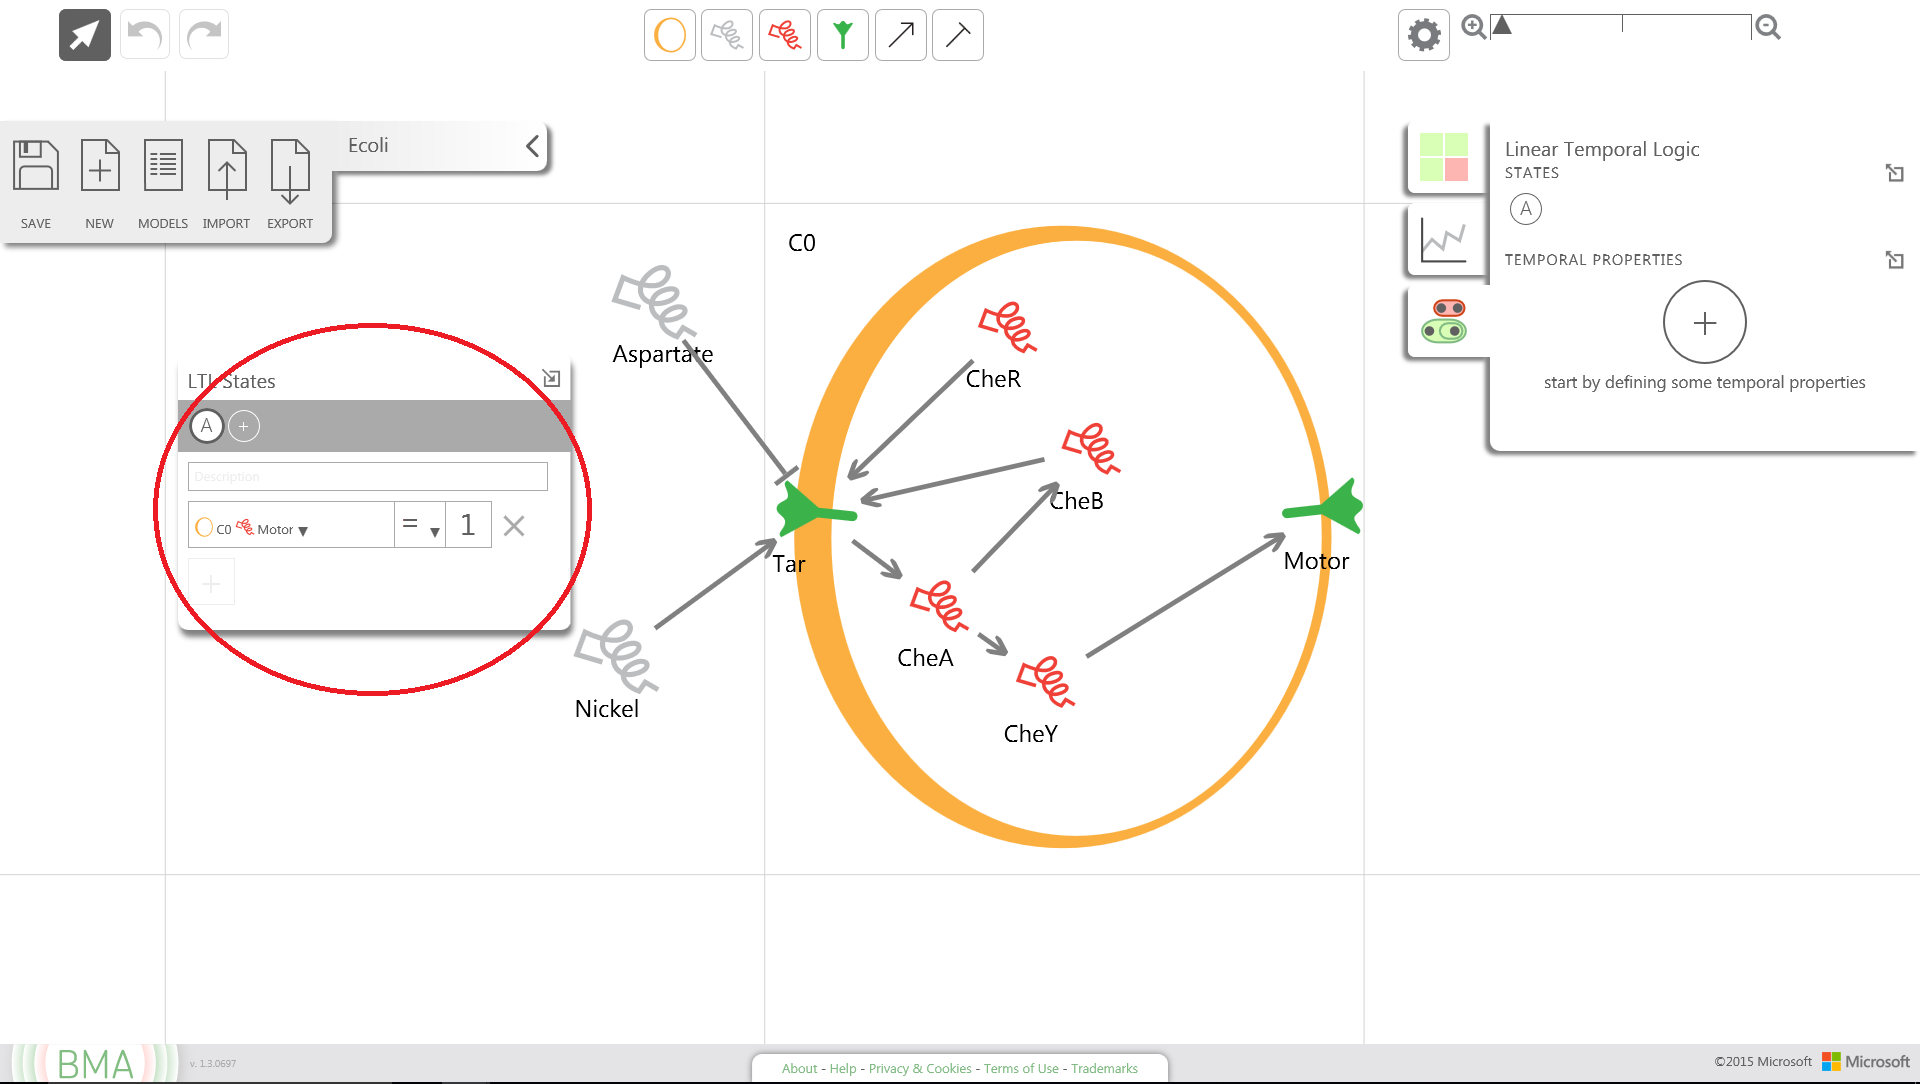 Ecoli
SAVE
NEW
MODELS
IMPORT
EXPORT
Linear Temporal Logic
STATES
A
TEMPORAL PROPERTIES
start by defining some temporal properties
C0
Aspartate
CheR
CheB
Tar
Motor
CheA
CheY
Nickel
LTL States
A
Description
C0 Motor = 1
BMA
v. 1.3.0697
About - Help - Privacy & Cookies - Terms of Use - Trademarks
©2015 Microsoft Microsoft